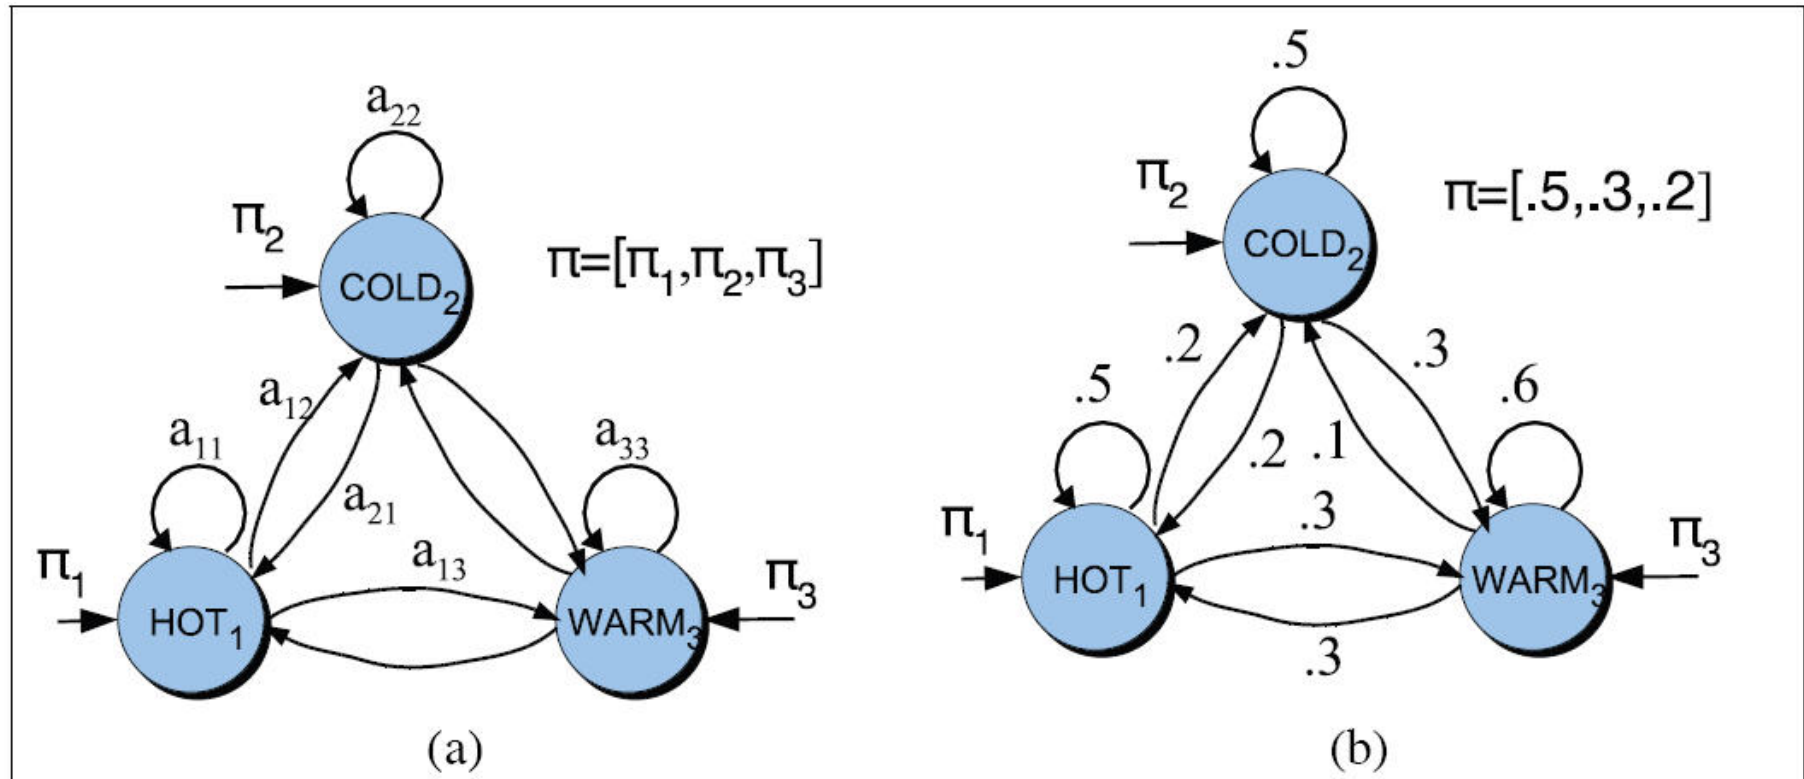 a₂₂
π₂
COLD₂
π=[π₁,π₂,π₃]
a₁₂
a₂₁
a₁₁
a₃₃
a₁₃
π₁
HOT₁
WARM₃
π₃
(a)
.5
π₂
COLD₂
π=[.5,.3,.2]
.2
.3
.2
.1
.5
.6
.3
π₁
HOT₁
WARM₃
π₃
.3
(b)